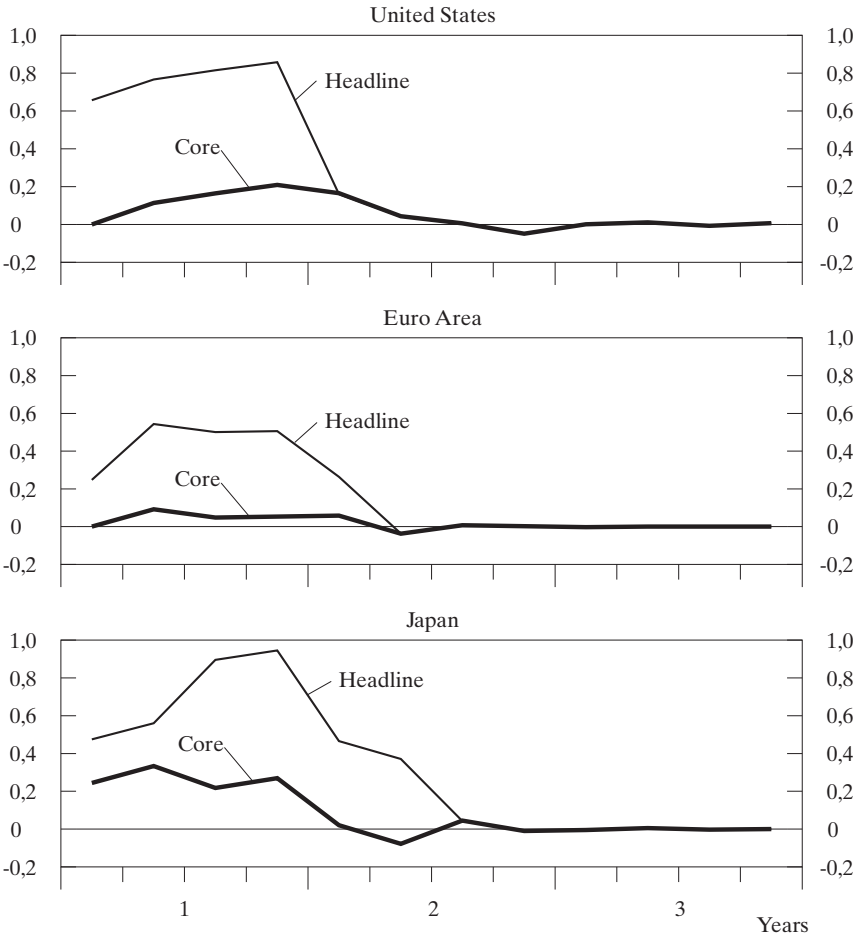 United States
1,0 1,0
0,8 0,8
Headline
0,6 0,6
0,4 0,4
Core
0,2 0,2
0 0
-0,2 -0,2
Euro Area
1,0 1,0
0,8 0,8
0,6 0,6
Headline
0,4 0,4
Core
0,2 0,2
0 0
-0,2 -0,2
Japan
1,0 1,0
0,8 0,8
Headline
0,6 0,6
Core
0,4 0,4
0,2 0,2
0 0
-0,2 -0,2
1 2 3
Years